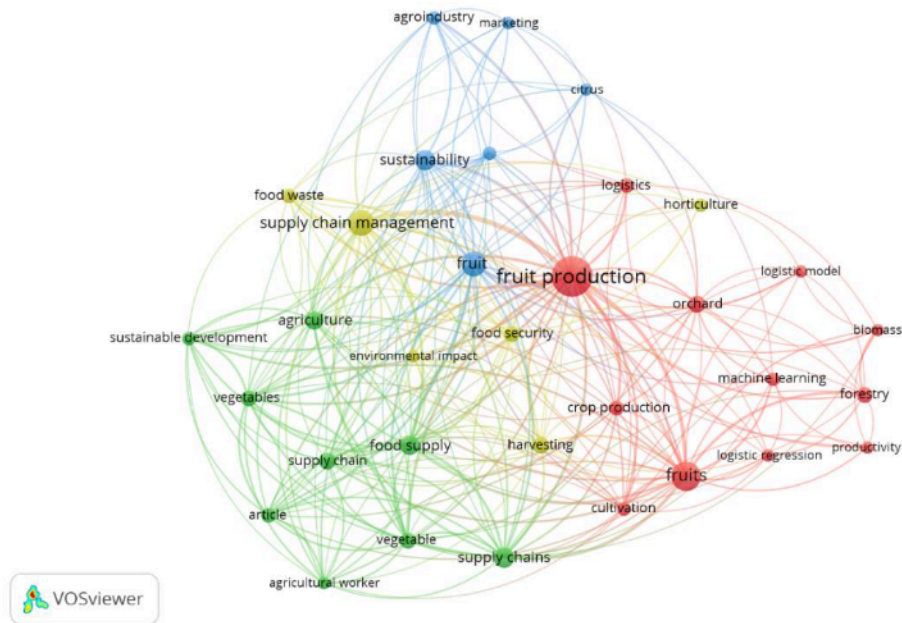 agroindustry
marketing
citrus
sustainability
logistics
food waste
horticulture
supply chain management
fruit
fruit production
logistic model
orchard
agriculture
food security
biomass
sustainable development
environmental impact
machine learning
vegetables
crop production
forestry
food supply
harvesting
productivity
supply chain
logistic regression
fruits
article
cultivation
vegetable
supply chains
agricultural worker
VOSviewer